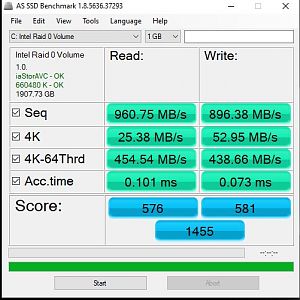 AS SSD Benchmark 1.8.5636.37293
File Edit View Tools Language Help
C: Intel Raid 0 Volume 1 GB
Intel Raid 0 Volume
1.0.
iaStorAVC - OK
660480 K - OK
1907.73 GB
Read: Write:
Seq 960.75 MB/s 896.38 MB/s
4K 25.38 MB/s 52.95 MB/s
4K-64Thrd 454.54 MB/s 438.66 MB/s
Acc.time 0.101 ms 0.073 ms
Score: 576 581
1455
--:--:--
Start Abort